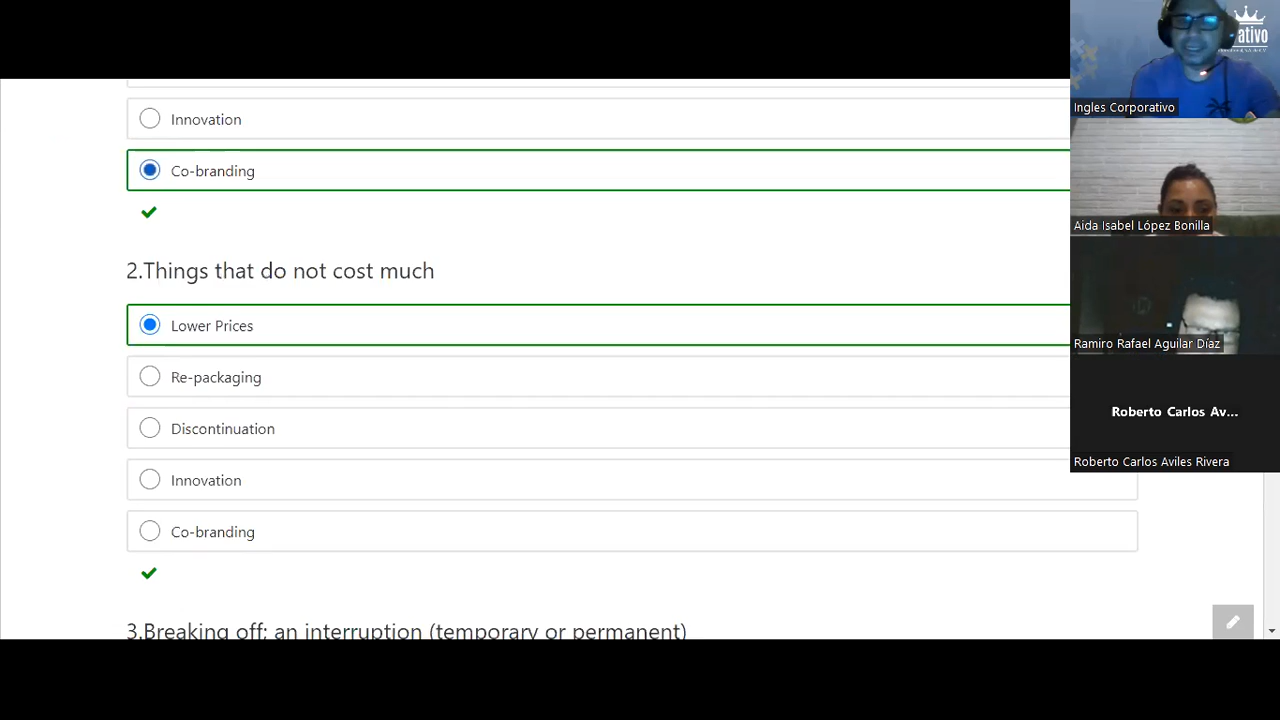 Innovation
Co-branding
2.Things that do not cost much
Lower Prices
Re-packaging
Discontinuation
Innovation
Co-branding
3.Breaking off; an interruption (temporary or permanent)
ativo
Ingles Corporativo
Aida Isabel López Bonilla
Ramiro Rafael Aguilar Díaz
Roberto Carlos Av...
Roberto Carlos Aviles Rivera